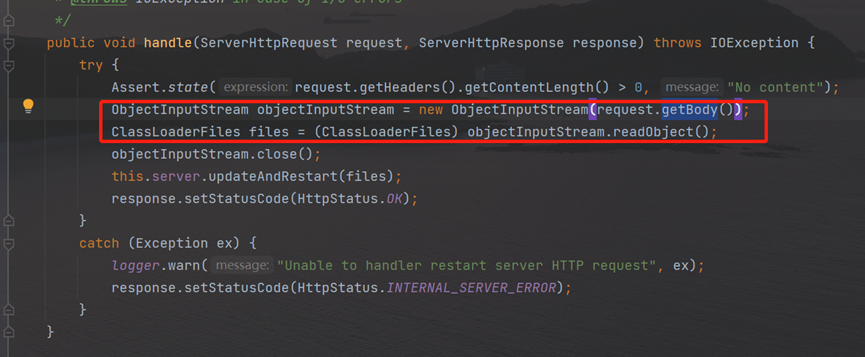 * @throws IOException in case of I/O errors
*/
public void handle(ServerHttpRequest request, ServerHttpResponse response) throws IOException {
try {
Assert.state( expression: request.getHeaders().getContentLength() > 0, message: "No content");
ObjectInputStream objectInputStream = new ObjectInputStream(request.getBody());
ClassLoaderFiles files = (ClassLoaderFiles) objectInputStream.readObject();
objectInputStream.close();
this.server.updateAndRestart(files);
response.setStatusCode(HttpStatus.OK);
}
catch (Exception ex) {
logger.warn( message: "Unable to handler restart server HTTP request", ex);
response.setStatusCode(HttpStatus.INTERNAL_SERVER_ERROR);
}
}